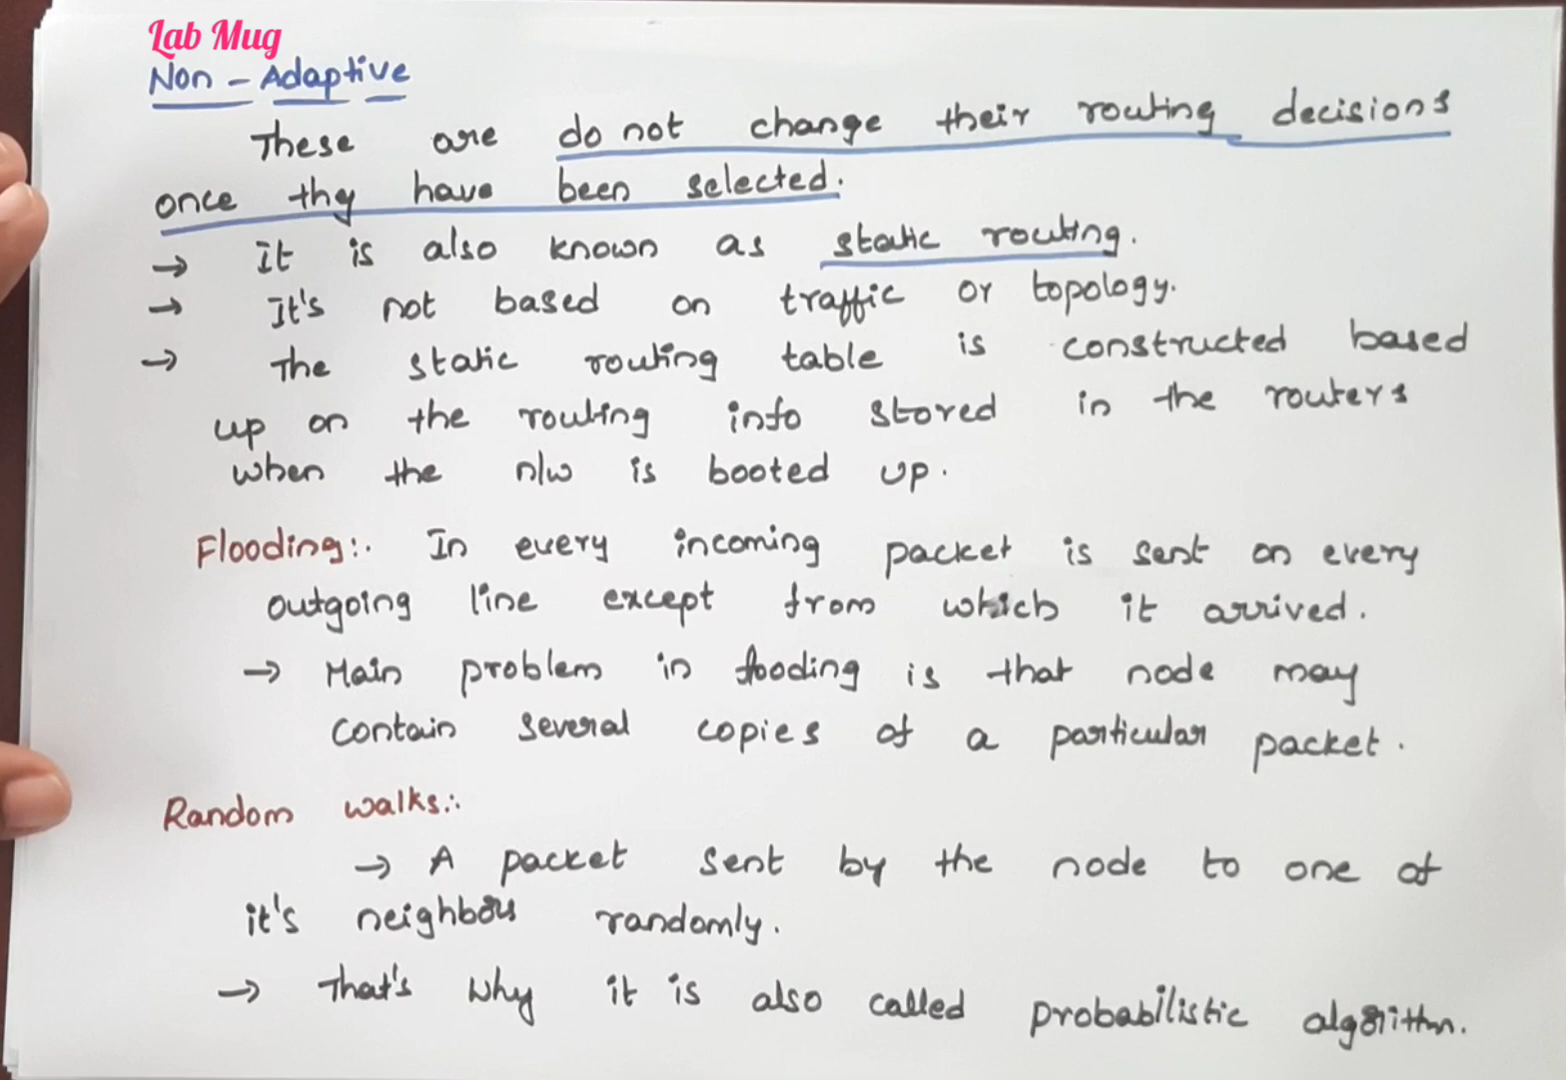 Lab Mug
Non - Adaptive
These are do not change their routing decisions
once thy have been selected.
→ It is also known as static routing.
→ It's not based on traffic or topology.
→ The static routing table is constructed based
up on the routing info stored in the routers
when the n/w is booted up.
Flooding:. In every incoming packet is sent on every
outgoing line except from which it arrived.
→ Main problem in flooding is that node may
contain several copies of a particular packet.
Random walks:.
→ A packet sent by the node to one of
it's neighbours randomly.
→ That's why it is also called probabilistic algorithm.